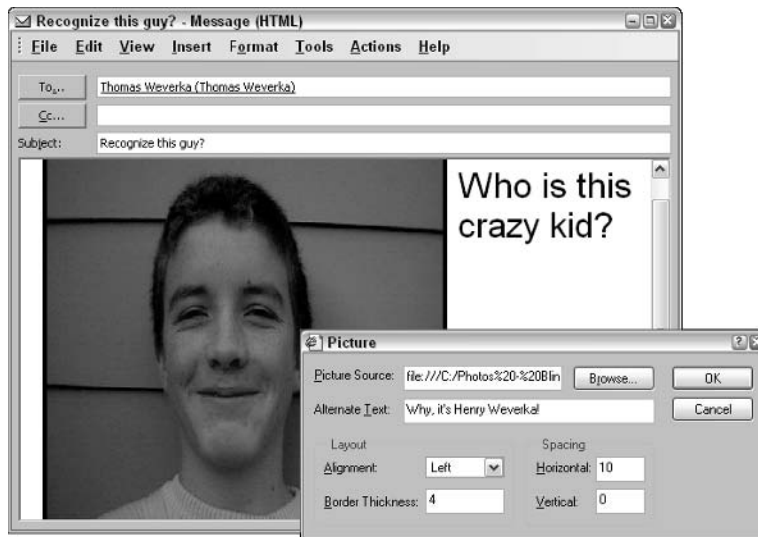 Recognize this guy? - Message (HTML)
File Edit View Insert Format Tools Actions Help
To... Thomas Weverka (Thomas Weverka)
Cc...
Subject: Recognize this guy?
Who is this
crazy kid?
Picture
Picture Source: file:///C:/Photos%20-%20Blin Browse... OK
Alternate Text: Why, it's Henry Weverka! Cancel
Layout Spacing
Alignment: Left Horizontal: 10
Border Thickness: 4 Vertical: 0